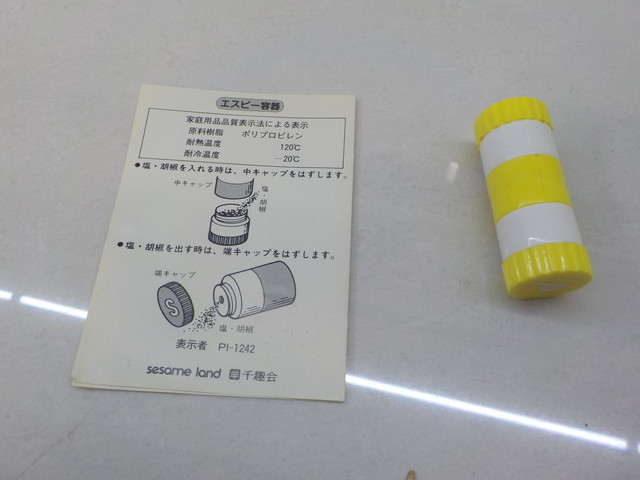 エスピー容器
家庭用品品質表示法による表示
原料樹脂 ポリプロピレン
耐熱温度 120℃
耐冷温度 −20℃
●塩・胡椒を入れる時は、中キャップをはずします。
中キャップ
塩・胡椒
●塩・胡椒を出す時は、端キャップをはずします。
端キャップ
S
塩・胡椒
表示者 PI-1242
sesame land 千趣会